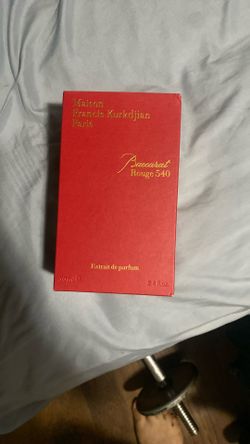 Maison
Francis Kurkdjian
Paris
Baccarat
Rouge 540
Extrait de parfum